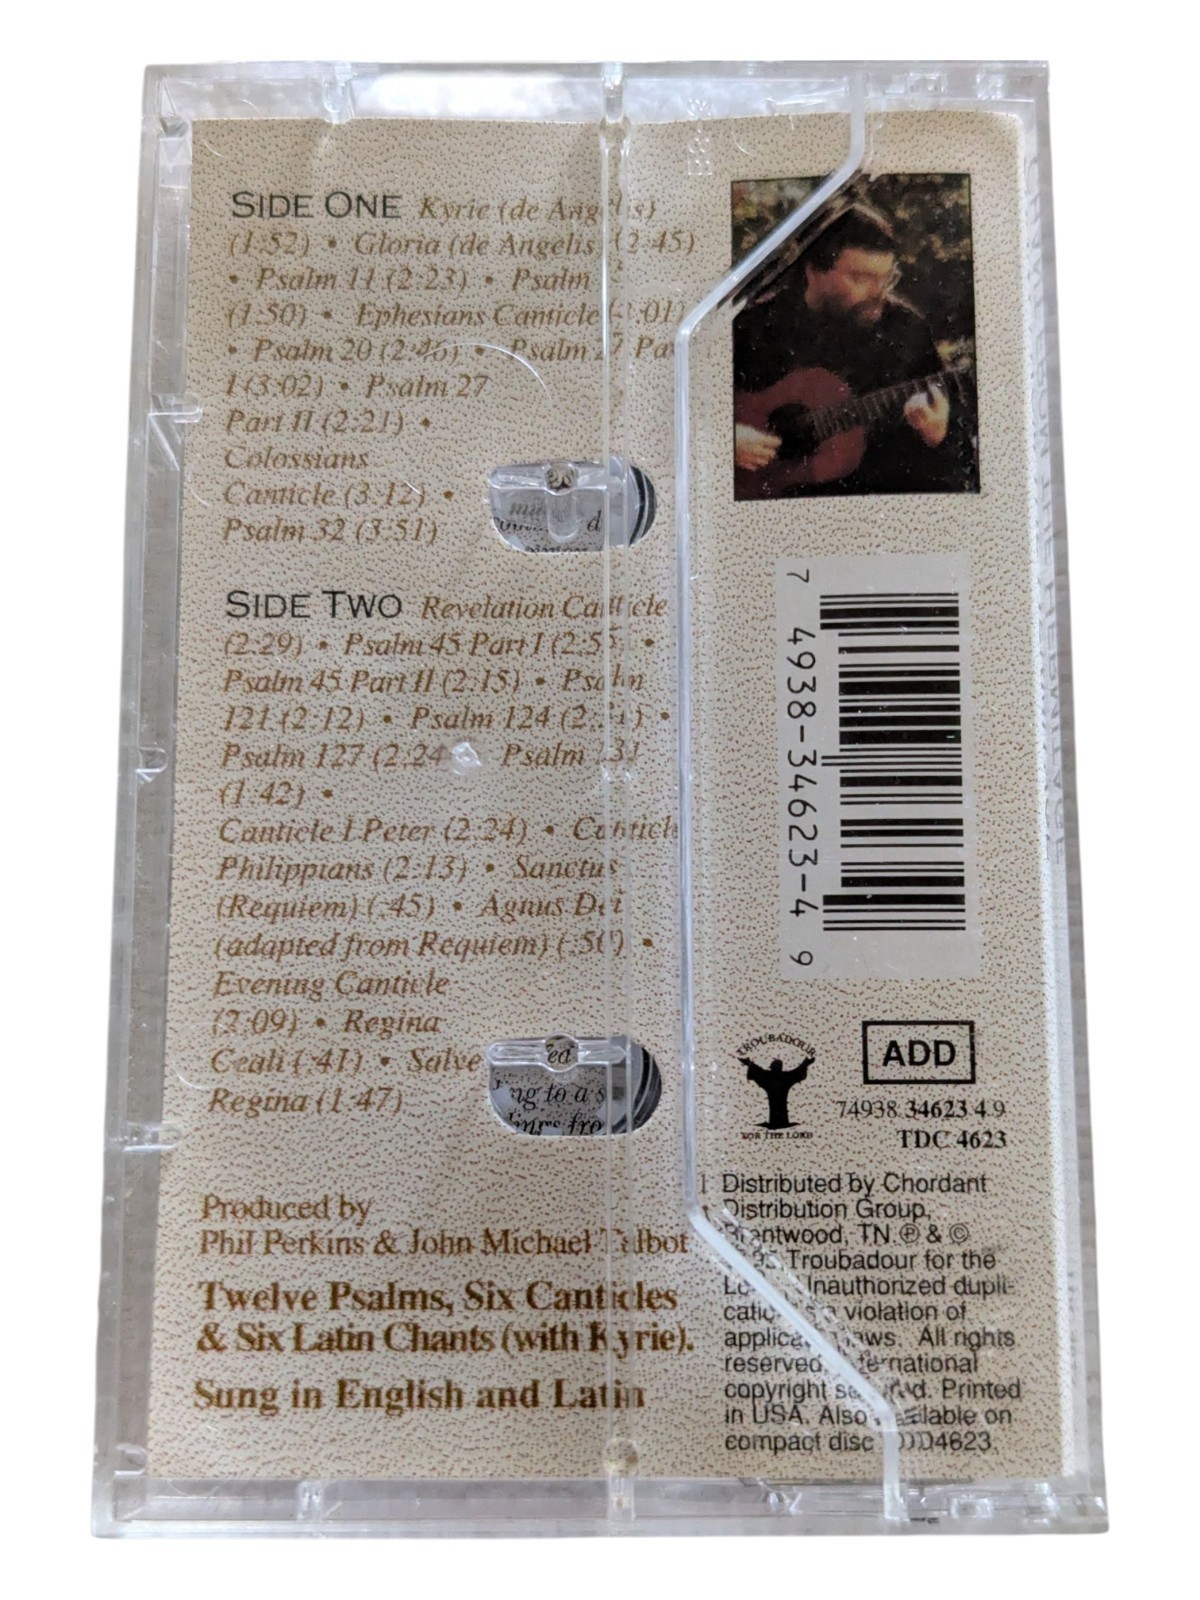 SIDE ONE Kyrie (de Angelis)
(1:52) • Gloria (de Angelis) (2:45)
• Psalm 11 (2:23) • Psalm
(1:50) • Ephesians Canticle :01)
• Psalm 20 (2:46) • Psalm 27 Part
I (3:02) • Psalm 27
Part II (2:21) •
Colossians
Canticle (3:12) •
Psalm 32 (3:51)
SIDE TWO Revelation Canticle
(2:29) • Psalm 45 Part I •
Psalm 45 Part II (2:15) • Psalm
121 (2:12) • Psalm 124 •
Psalm 127 (2:24 Psalm 131
(1:42) •
Canticle I Peter (2:24) • Canticle
Philippians (2:13) • Sanctus
(Requiem) (:45) • Agnus Dei
(adapted from Requiem) •
Evening Canticle
(2:09) • Regina
Ceali (:41) • Salve
Regina (1:47)
ng to a s
Produced by
Phil Perkins & John Michael Talbot
Twelve Psalms, Six Canticles
& Six Latin Chants (with Kyrie).
Sung in English and Latin
7 4938-34623-4 9
TROUBADOUR
FOR THE LORD
ADD
74938 34623 4 9
TDC 4623
Distributed by Chordant
Distribution Group,
Brentwood, TN ℗ & ©
Troubadour for the
Lord. Unauthorized dupli-
cation is a violation of
applicable laws. All rights
reserved. International
copyright secured. Printed
in USA. Also available on
compact disc